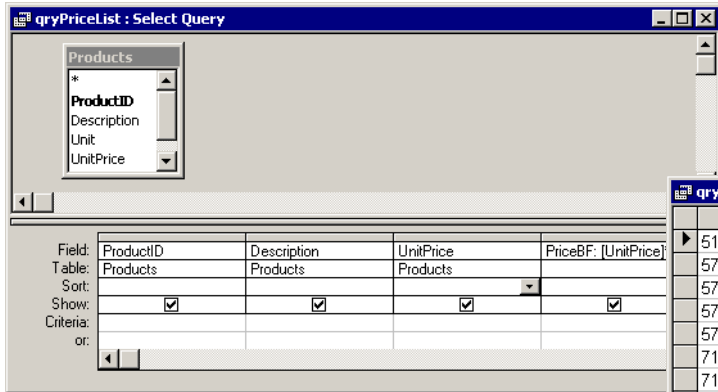 qryPriceList : Select Query
Products
*
ProductID
Description
Unit
UnitPrice
Field: ProductID Description UnitPrice PriceBF: [UnitPrice]
Table: Products Products Products
Sort:
Show:
Criteria:
or:
qry
51
57
57
57
57
71
71